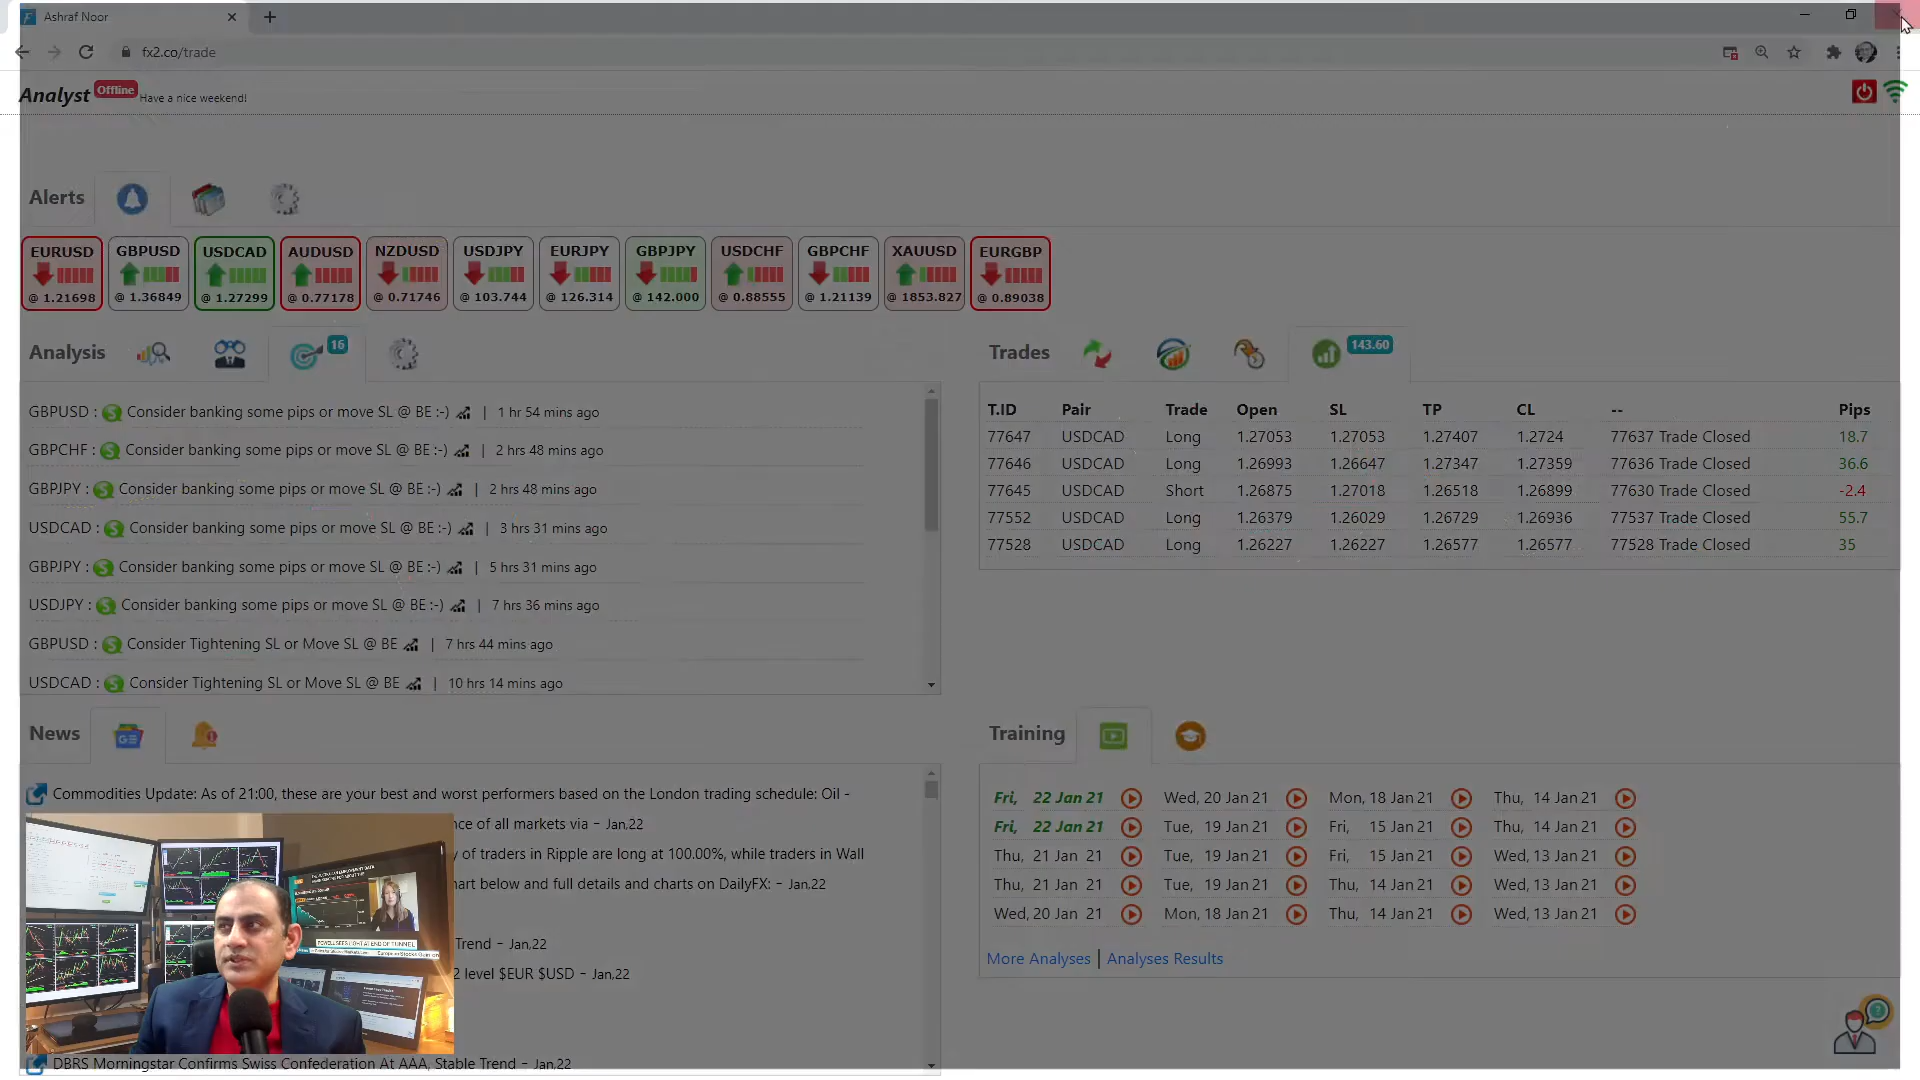 Ashraf Noor
fx2.co/trade
Analyst Offline Have a nice weekend!
Alerts
EURUSD GBPUSD USDCAD AUDUSD NZDUSD USDJPY EURJPY GBPJPY USDCHF GBPCHF XAUUSD EURGBP
@ 1.21698 @ 1.36849 @ 1.27299 @ 0.77178 @ 0.71746 @ 103.744 @ 126.314 @ 142.000 @ 0.88555 @ 1.21139 @ 1853.827 @ 0.89038
Analysis 16
GBPUSD : Consider banking some pips or move SL @ BE :-) | 1 hr 54 mins ago
GBPCHF : Consider banking some pips or move SL @ BE :-) | 2 hrs 48 mins ago
GBPJPY : Consider banking some pips or move SL @ BE :-) | 2 hrs 48 mins ago
USDCAD : Consider banking some pips or move SL @ BE :-) | 3 hrs 31 mins ago
GBPJPY : Consider banking some pips or move SL @ BE :-) | 5 hrs 31 mins ago
USDJPY : Consider banking some pips or move SL @ BE :-) | 7 hrs 36 mins ago
GBPUSD : Consider Tightening SL or Move SL @ BE | 7 hrs 44 mins ago
USDCAD : Consider Tightening SL or Move SL @ BE | 10 hrs 14 mins ago
Trades 143.60
T.ID Pair Trade Open SL TP CL -- Pips
77647 USDCAD Long 1.27053 1.27053 1.27407 1.2724 77637 Trade Closed 18.7
77646 USDCAD Long 1.26993 1.26647 1.27347 1.27359 77636 Trade Closed 36.6
77645 USDCAD Short 1.26875 1.27018 1.26518 1.26899 77630 Trade Closed -2.4
77552 USDCAD Long 1.26379 1.26029 1.26729 1.26936 77537 Trade Closed 55.7
77528 USDCAD Long 1.26227 1.26227 1.26577 1.26577 77528 Trade Closed 35
News
Commodities Update: As of 21:00, these are your best and worst performers based on the London trading schedule: Oil -
nce of all markets via - Jan,22
y of traders in Ripple are long at 100.00%, while traders in Wall
hart below and full details and charts on DailyFX: - Jan,22
Trend - Jan,22
2 level $EUR $USD - Jan,22
DBRS Morningstar Confirms Swiss Confederation At AAA, Stable Trend - Jan,22
POWELL SEES LIGHT AT END OF TUNNEL
Training
Fri, 22 Jan 21 Wed, 20 Jan 21 Mon, 18 Jan 21 Thu, 14 Jan 21
Fri, 22 Jan 21 Tue, 19 Jan 21 Fri, 15 Jan 21 Thu, 14 Jan 21
Thu, 21 Jan 21 Tue, 19 Jan 21 Fri, 15 Jan 21 Wed, 13 Jan 21
Thu, 21 Jan 21 Tue, 19 Jan 21 Thu, 14 Jan 21 Wed, 13 Jan 21
Wed, 20 Jan 21 Mon, 18 Jan 21 Thu, 14 Jan 21 Wed, 13 Jan 21
More Analyses | Analyses Results